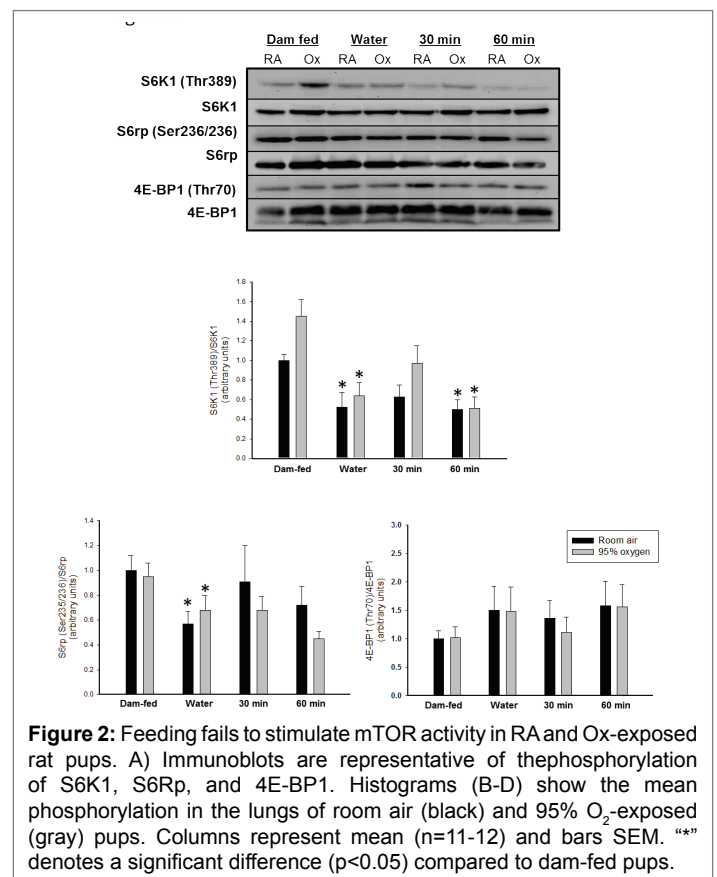 Dam fed Water 30 min 60 min
RA Ox RA Ox RA Ox RA Ox
S6K1 (Thr389)
S6K1
S6rp (Ser236/236)
S6rp
4E-BP1 (Thr70)
4E-BP1
S6K1 (Thr389)/S6K1
(arbitrary units)
1.8
1.6
1.4
1.2
1.0
0.8
0.6
0.4
0.2
0.0
* * * *
Dam-fed Water 30 min 60 min
S6rp (Ser235/236)/S6rp
(arbitrary units)
1.4
1.2
1.0
0.8
0.6
0.4
0.2
0.0
* *
Dam-fed Water 30 min 60 min
4E-BP1 (Thr70)/4E-BP1
(arbitrary units)
3.0
2.5
2.0
1.5
1.0
0.5
0.0
Room air
95% oxygen
Dam-fed Water 30 min 60 min
Figure 2: Feeding fails to stimulate mTOR activity in RA and Ox-exposed
rat pups. A) Immunoblots are representative of thephosphorylation
of S6K1, S6Rp, and 4E-BP1. Histograms (B-D) show the mean
phosphorylation in the lungs of room air (black) and 95% O2-exposed
(gray) pups. Columns represent mean (n=11-12) and bars SEM. “*”
denotes a significant difference (p<0.05) compared to dam-fed pups.